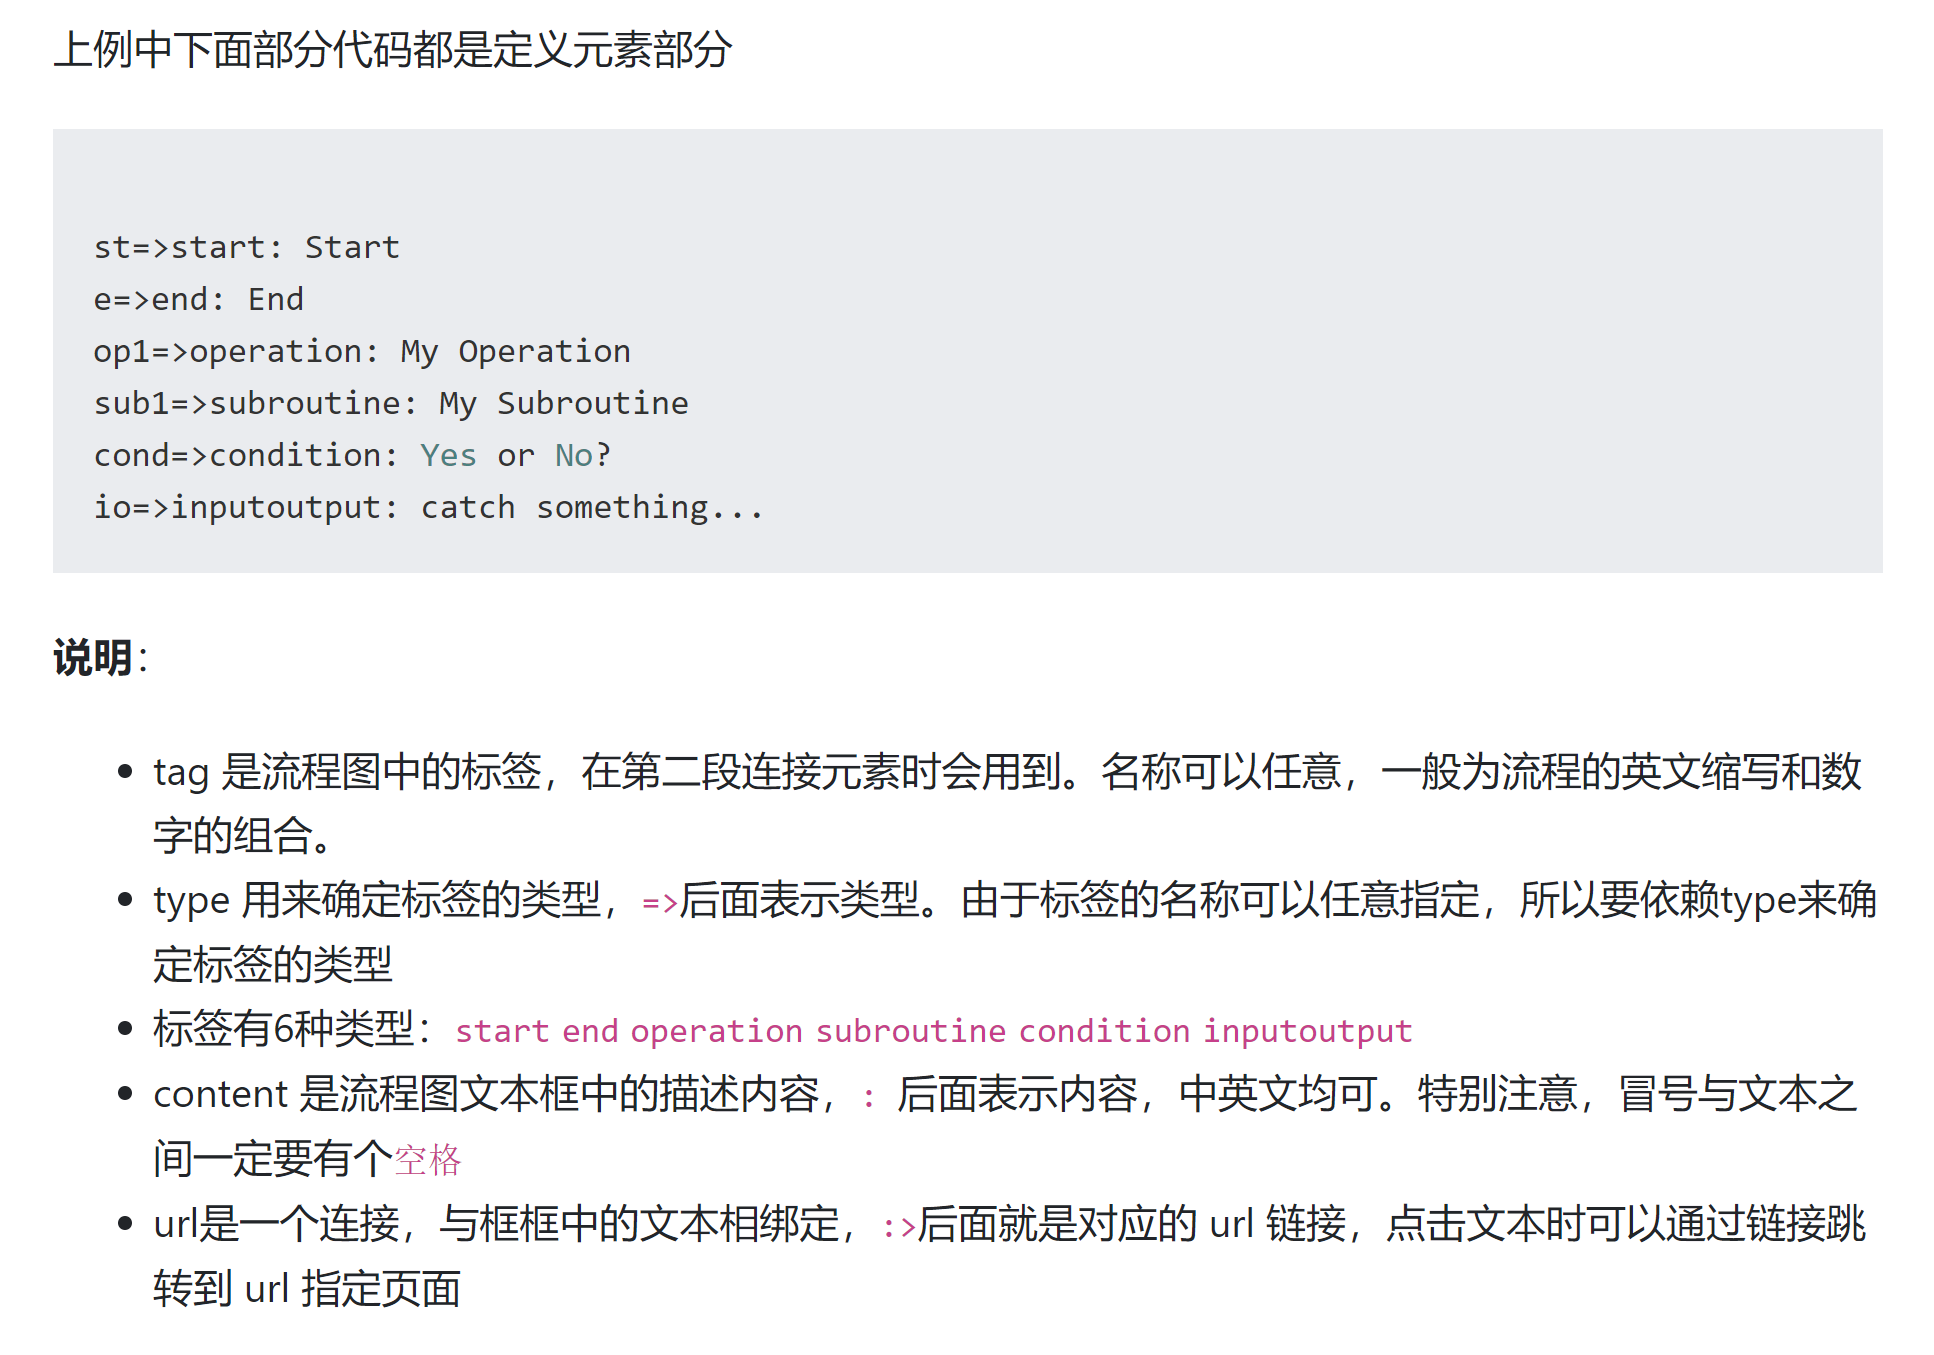 上例中下面部分代码都是定义元素部分
st=>start: Start
e=>end: End
op1=>operation: My Operation
sub1=>subroutine: My Subroutine
cond=>condition: Yes or No?
io=>inputoutput: catch something...
说明：
• tag 是流程图中的标签，在第二段连接元素时会用到。名称可以任意，一般为流程的英文缩写和数
字的组合。
• type 用来确定标签的类型，=>后面表示类型。由于标签的名称可以任意指定，所以要依赖type来确
定标签的类型
• 标签有6种类型：start end operation subroutine condition inputoutput
• content 是流程图文本框中的描述内容，: 后面表示内容，中英文均可。特别注意，冒号与文本之
间一定要有个空格
• url是一个连接，与框框中的文本相绑定，:>后面就是对应的 url 链接，点击文本时可以通过链接跳
转到 url 指定页面